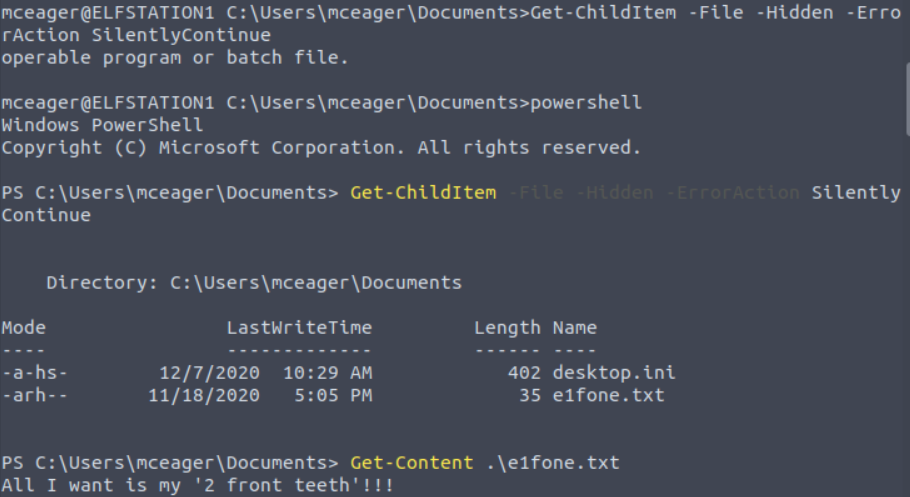 mceager@ELFSTATION1 C:\Users\mceager\Documents>Get-ChildItem -File -Hidden -Erro
rAction SilentlyContinue
operable program or batch file.
mceager@ELFSTATION1 C:\Users\mceager\Documents>powershell
Windows PowerShell
Copyright (C) Microsoft Corporation. All rights reserved.
PS C:\Users\mceager\Documents> Get-ChildItem -File -Hidden -ErrorAction Silently
Continue
Directory: C:\Users\mceager\Documents
Mode LastWriteTime Length Name
---- ------------- ------ ----
-a-hs- 12/7/2020 10:29 AM 402 desktop.ini
-arh-- 11/18/2020 5:05 PM 35 e1fone.txt
PS C:\Users\mceager\Documents> Get-Content .\e1fone.txt
All I want is my '2 front teeth'!!!